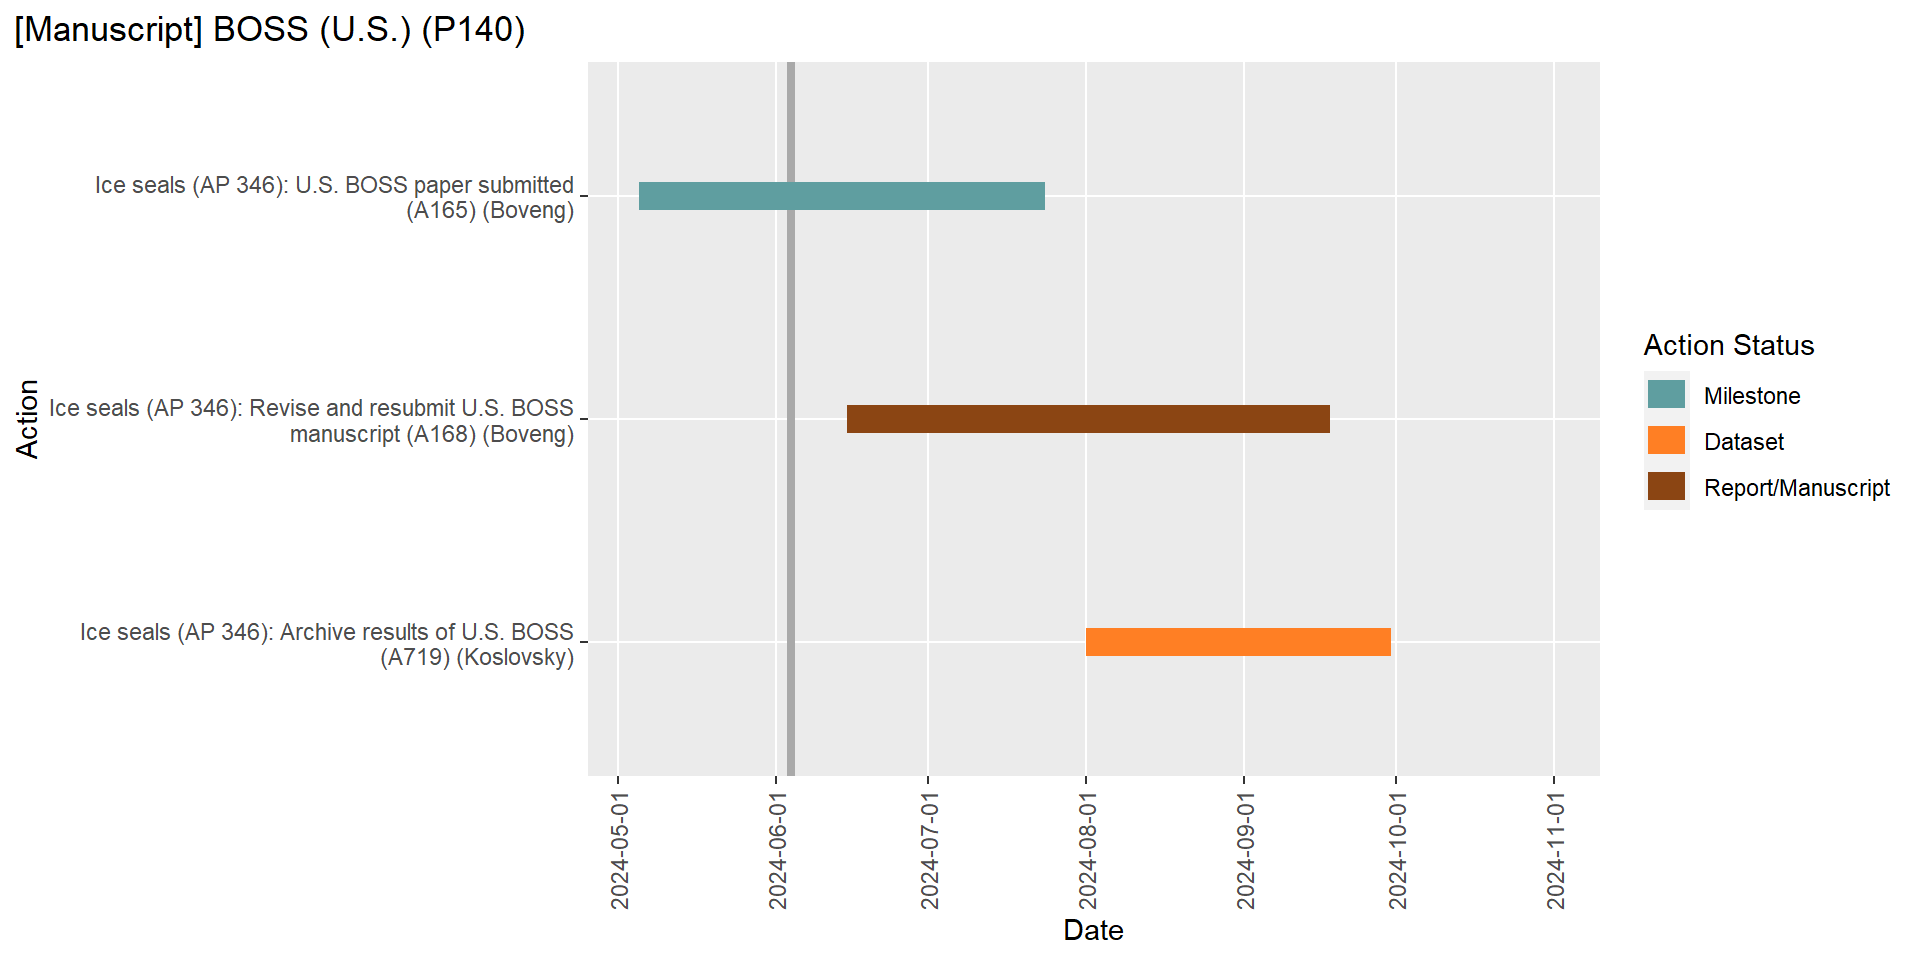 [Manuscript] BOSS (U.S.) (P140)
Ice seals (AP 346): U.S. BOSS paper submitted
(A165) (Boveng)
Ice seals (AP 346): Revise and resubmit U.S. BOSS
manuscript (A168) (Boveng)
Ice seals (AP 346): Archive results of U.S. BOSS
(A719) (Koslovsky)
Action
2024-05-01
2024-06-01
2024-07-01
2024-08-01
2024-09-01
2024-10-01
2024-11-01
Date
Action Status
Milestone
Dataset
Report/Manuscript